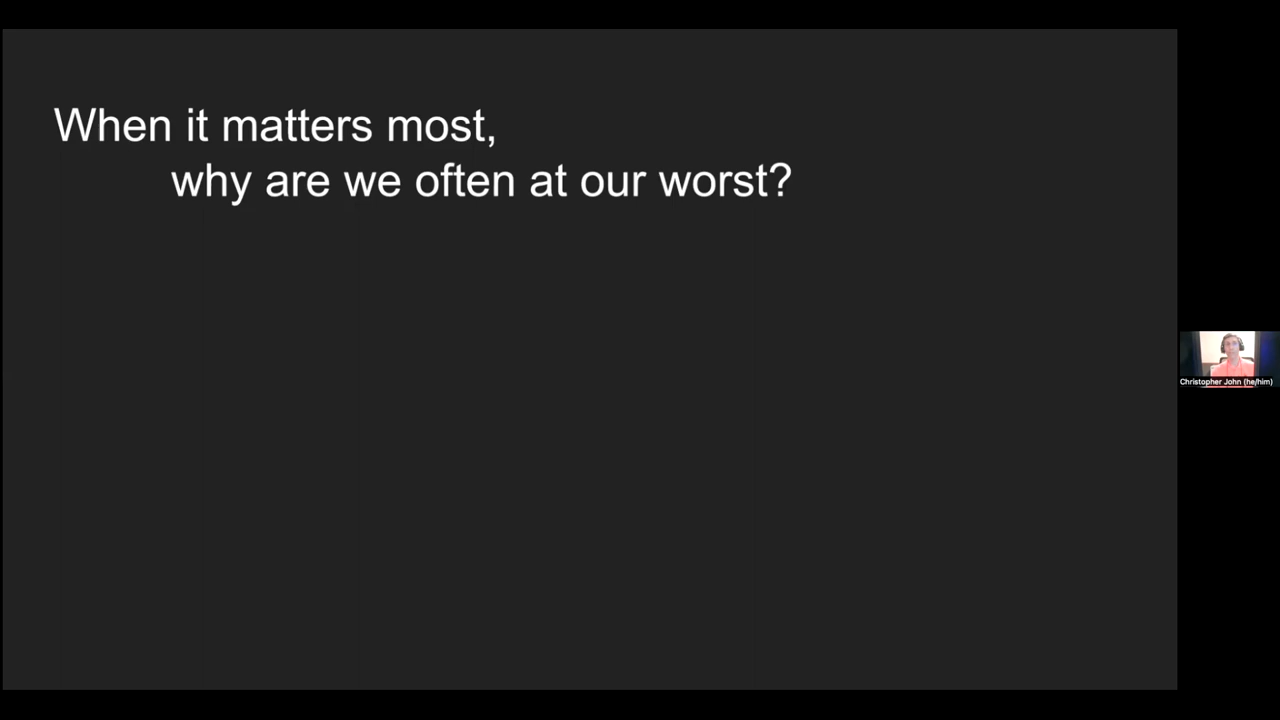 When it matters most,
why are we often at our worst?
Christopher John (he/him)